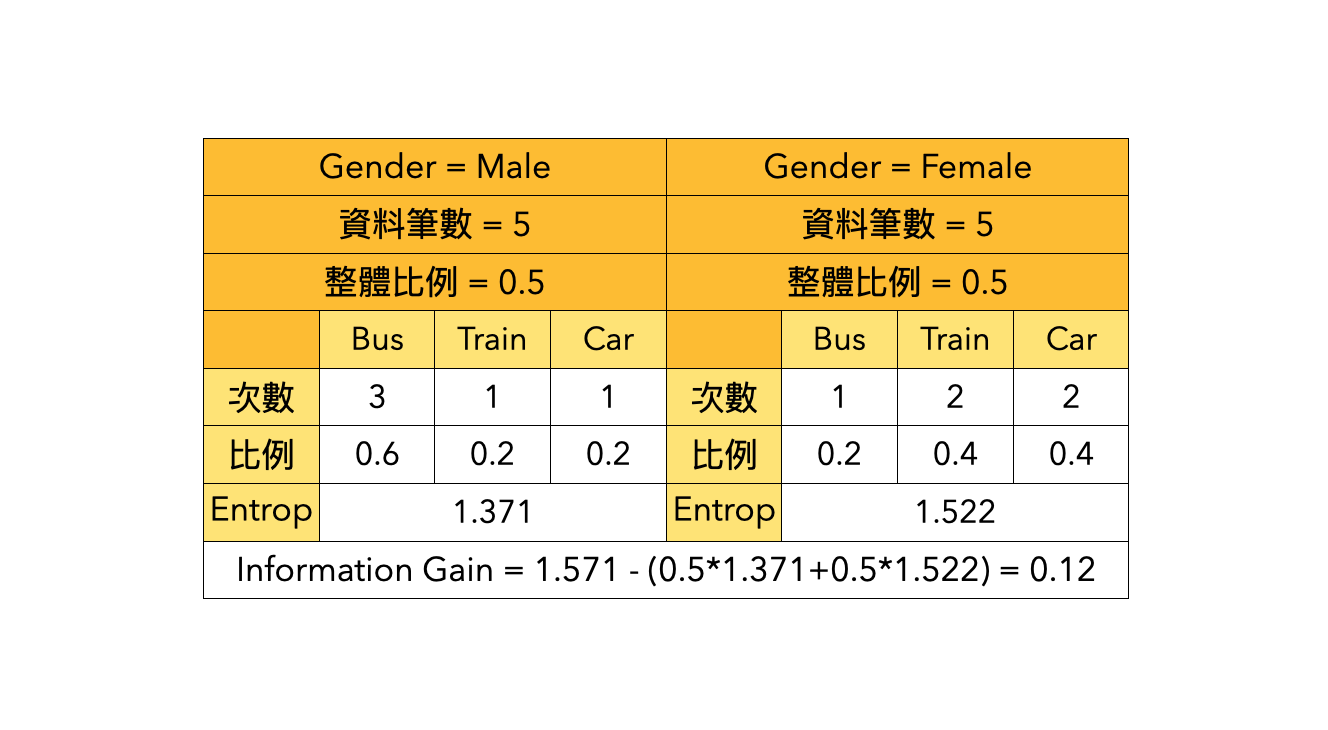 Gender = Male Gender = Female
資料筆數 = 5 資料筆數 = 5
整體比例 = 0.5 整體比例 = 0.5
Bus Train Car Bus Train Car
次數 3 1 1 次數 1 2 2
比例 0.6 0.2 0.2 比例 0.2 0.4 0.4
Entrop 1.371 Entrop 1.522
Information Gain = 1.571 - (0.5*1.371+0.5*1.522) = 0.12